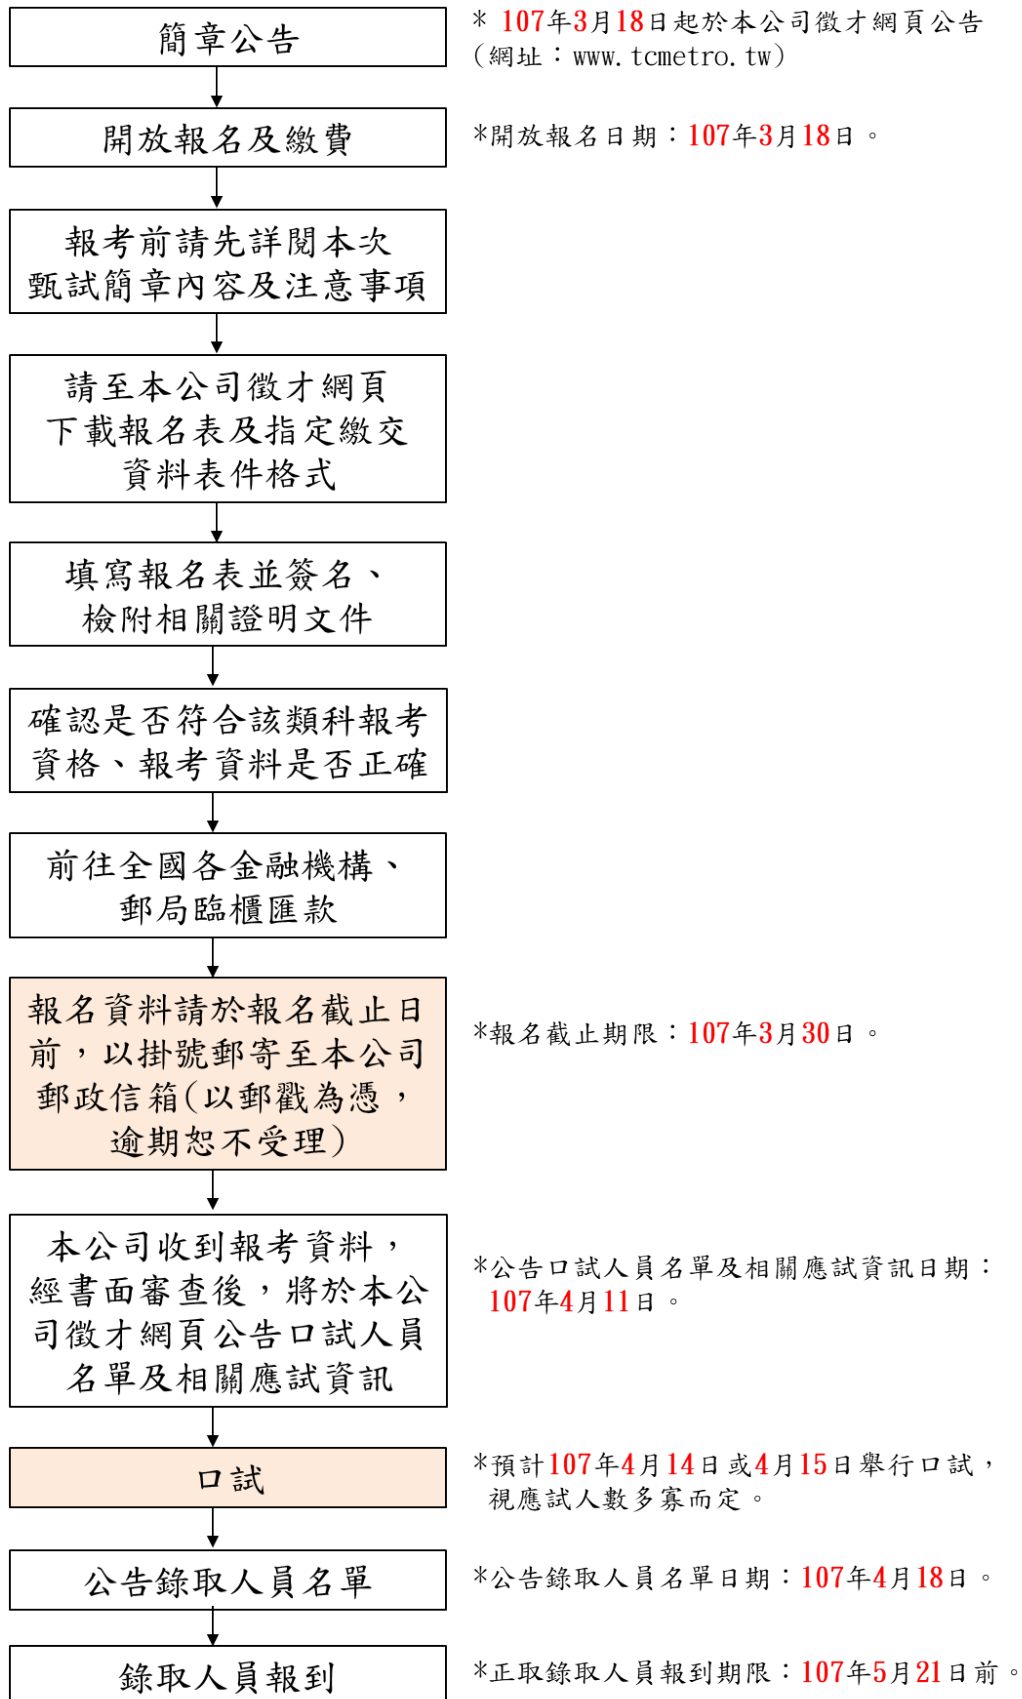 簡章公告
* 107年3月18日起於本公司徵才網頁公告
(網址：www.tcmetro.tw)
開放報名及繳費
*開放報名日期：107年3月18日。
報考前請先詳閱本次
甄試簡章內容及注意事項
請至本公司徵才網頁
下載報名表及指定繳交
資料表件格式
填寫報名表並簽名、
檢附相關證明文件
確認是否符合該類科報考
資格、報考資料是否正確
前往全國各金融機構、
郵局臨櫃匯款
報名資料請於報名截止日
前，以掛號郵寄至本公司
郵政信箱(以郵戳為憑，
逾期恕不受理)
*報名截止期限：107年3月30日。
本公司收到報考資料，
經書面審查後，將於本公
司徵才網頁公告口試人員
名單及相關應試資訊
*公告口試人員名單及相關應試資訊日期：
107年4月11日。
口試
*預計107年4月14日或4月15日舉行口試，
視應試人數多寡而定。
公告錄取人員名單
*公告錄取人員名單日期：107年4月18日。
錄取人員報到
*正取錄取人員報到期限：107年5月21日前。